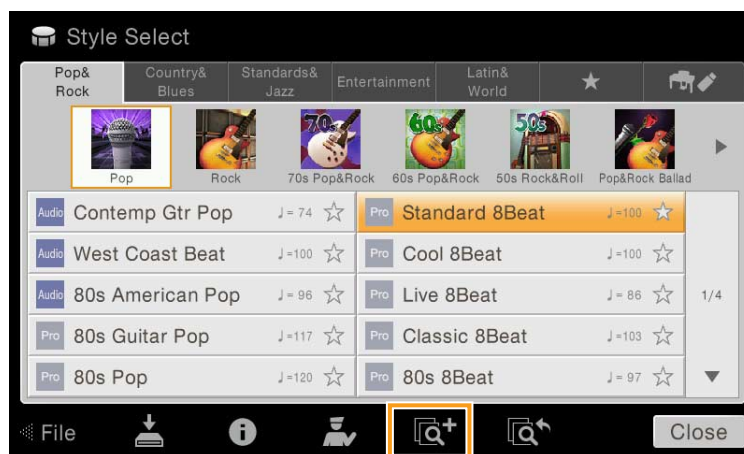 Style Select
Pop&
Rock
Country&
Blues
Standards&
Jazz
Entertainment
Latin&
World
70s
60s
50s
Pop
Rock
70s Pop&Rock
60s Pop&Rock
50s Rock&Roll
Pop&Rock Ballad
Audio Contemp Gtr Pop ♩= 74
Pro Standard 8Beat ♩=100
Audio West Coast Beat ♩=100
Pro Cool 8Beat ♩=100
Audio 80s American Pop ♩= 96
Pro Live 8Beat ♩= 86
1/4
Pro 80s Guitar Pop ♩=117
Pro Classic 8Beat ♩=103
Pro 80s Pop ♩=120
Pro 80s 8Beat ♩= 97
File
Close